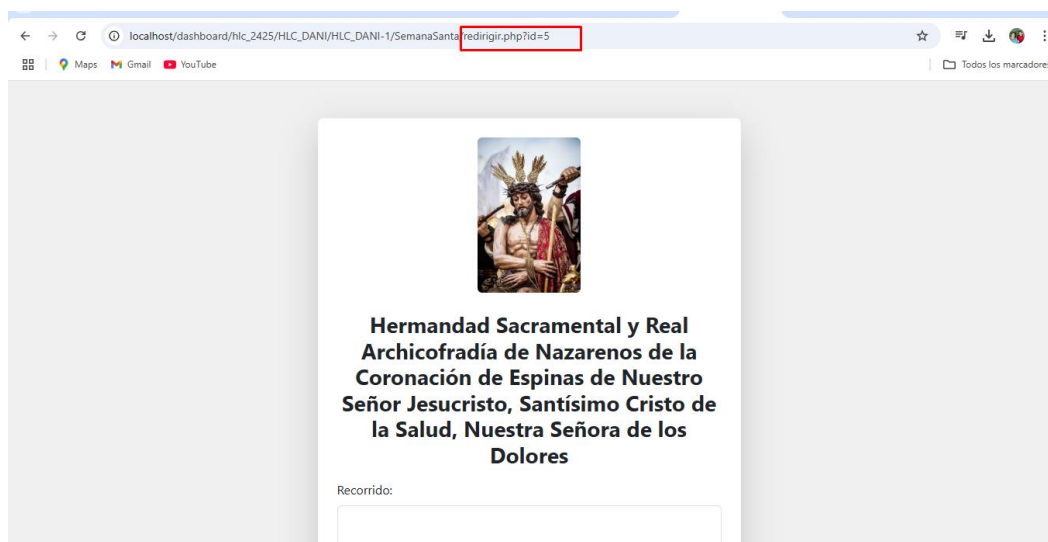 localhost/dashboard/hlc_2425/HLC_DANI/HLC_DANI-1/SemanaSanta/redirigir.php?id=5
Maps Gmail YouTube Todos los marcadores
Hermandad Sacramental y Real
Archicofradía de Nazarenos de la
Coronación de Espinas de Nuestro
Señor Jesucristo, Santísimo Cristo de
la Salud, Nuestra Señora de los
Dolores
Recorrido: